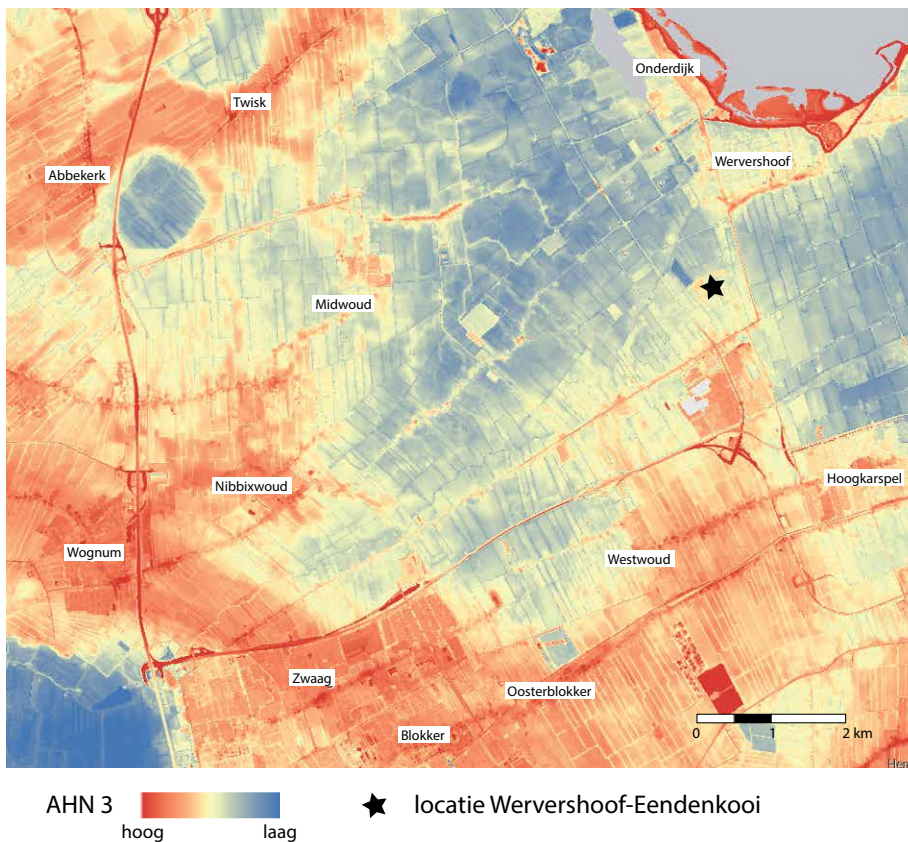 Onderdijk
Twisk
Wervershoof
Abbekerk
Midwoud
Nibbixwoud
Hoogkarspel
Wognum
Westwoud
Zwaag
Oosterblokker
Blokker
0 1 2 km
AHN 3
hoog laag
locatie Wervershoof-Eendenkooi